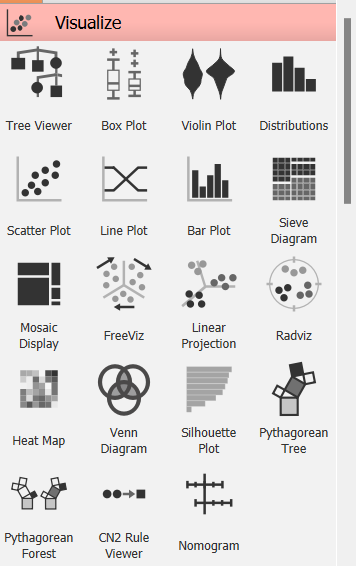 Visualize
Tree Viewer
Box Plot
Violin Plot
Distributions
Scatter Plot
Line Plot
Bar Plot
Sieve
Diagram
Mosaic
Display
FreeViz
Linear
Projection
Radviz
Heat Map
Venn
Diagram
Silhouette
Plot
Pythagorean
Tree
Pythagorean
Forest
CN2 Rule
Viewer
Nomogram